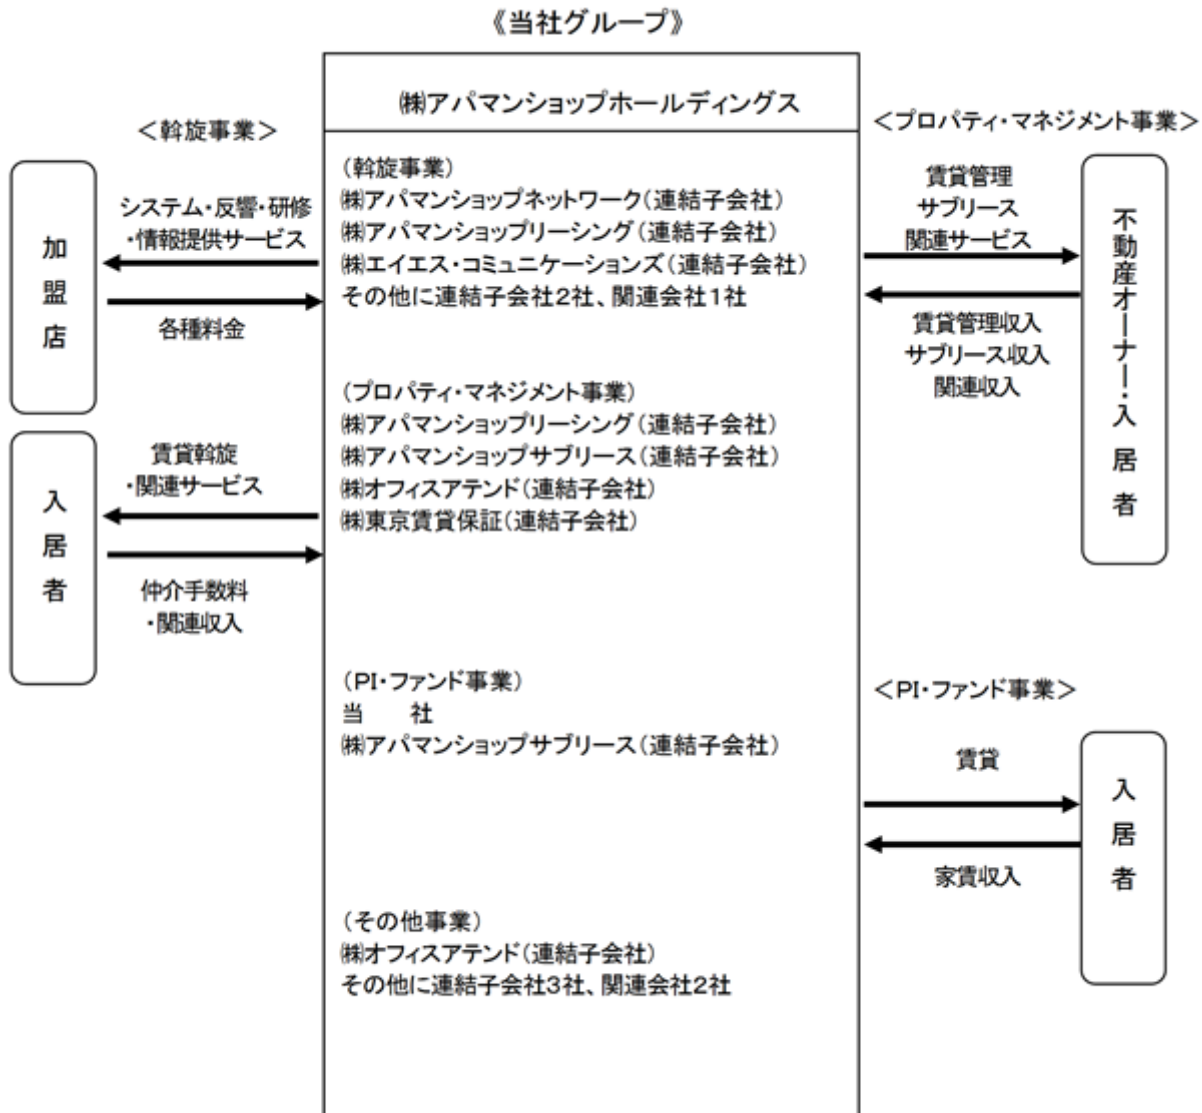 《当社グループ》
㈱アパマンショップホールディングス
<斡旋事業>
加盟店
システム・反響・研修
・情報提供サービス
各種料金
入居者
賃貸斡旋
・関連サービス
仲介手数料
・関連収入
(斡旋事業)
㈱アパマンショップネットワーク(連結子会社)
㈱アパマンショップリーシング(連結子会社)
㈱エイエス・コミュニケーションズ(連結子会社)
その他に連結子会社2社、関連会社1社
(プロパティ・マネジメント事業)
㈱アパマンショップリーシング(連結子会社)
㈱アパマンショップサブリース(連結子会社)
㈱オフィスアテンド(連結子会社)
㈱東京賃貸保証(連結子会社)
(PI・ファンド事業)
当 社
㈱アパマンショップサブリース(連結子会社)
(その他事業)
㈱オフィスアテンド(連結子会社)
その他に連結子会社3社、関連会社2社
<プロパティ・マネジメント事業>
賃貸管理
サブリース
関連サービス
賃貸管理収入
サブリース収入
関連収入
不動産オーナー・入居者
<PI・ファンド事業>
賃貸
家賃収入
入居者